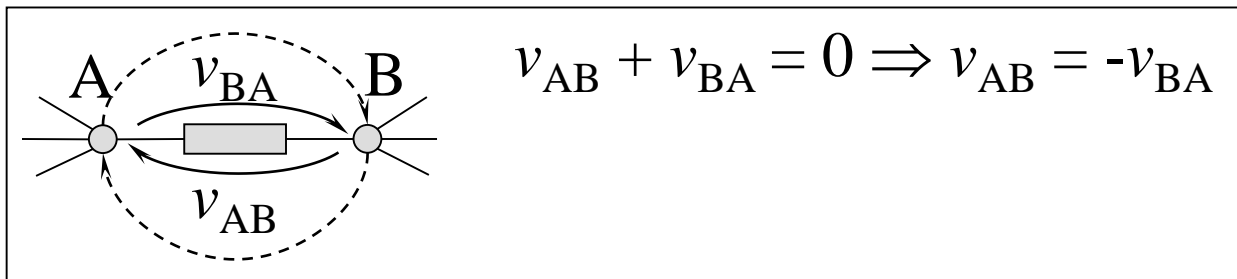 A
B
v_BA
v_AB
v_AB + v_BA = 0 ⇒ v_AB = -v_BA